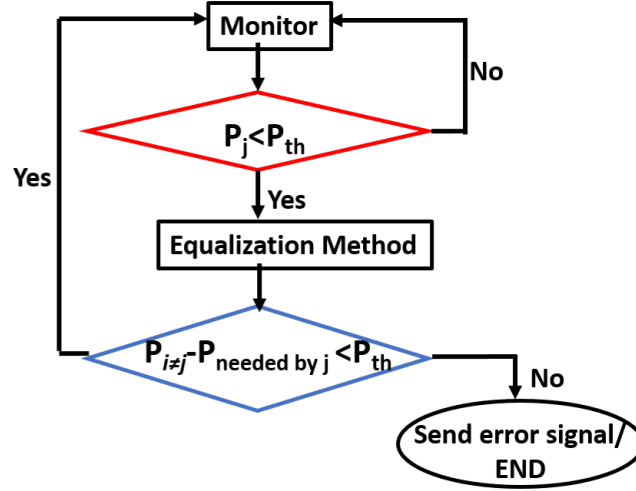 Monitor
No
P_j<P_th
Yes
Yes
Equalization Method
P_i≠j-P_needed by j <P_th
No
Send error signal/
END